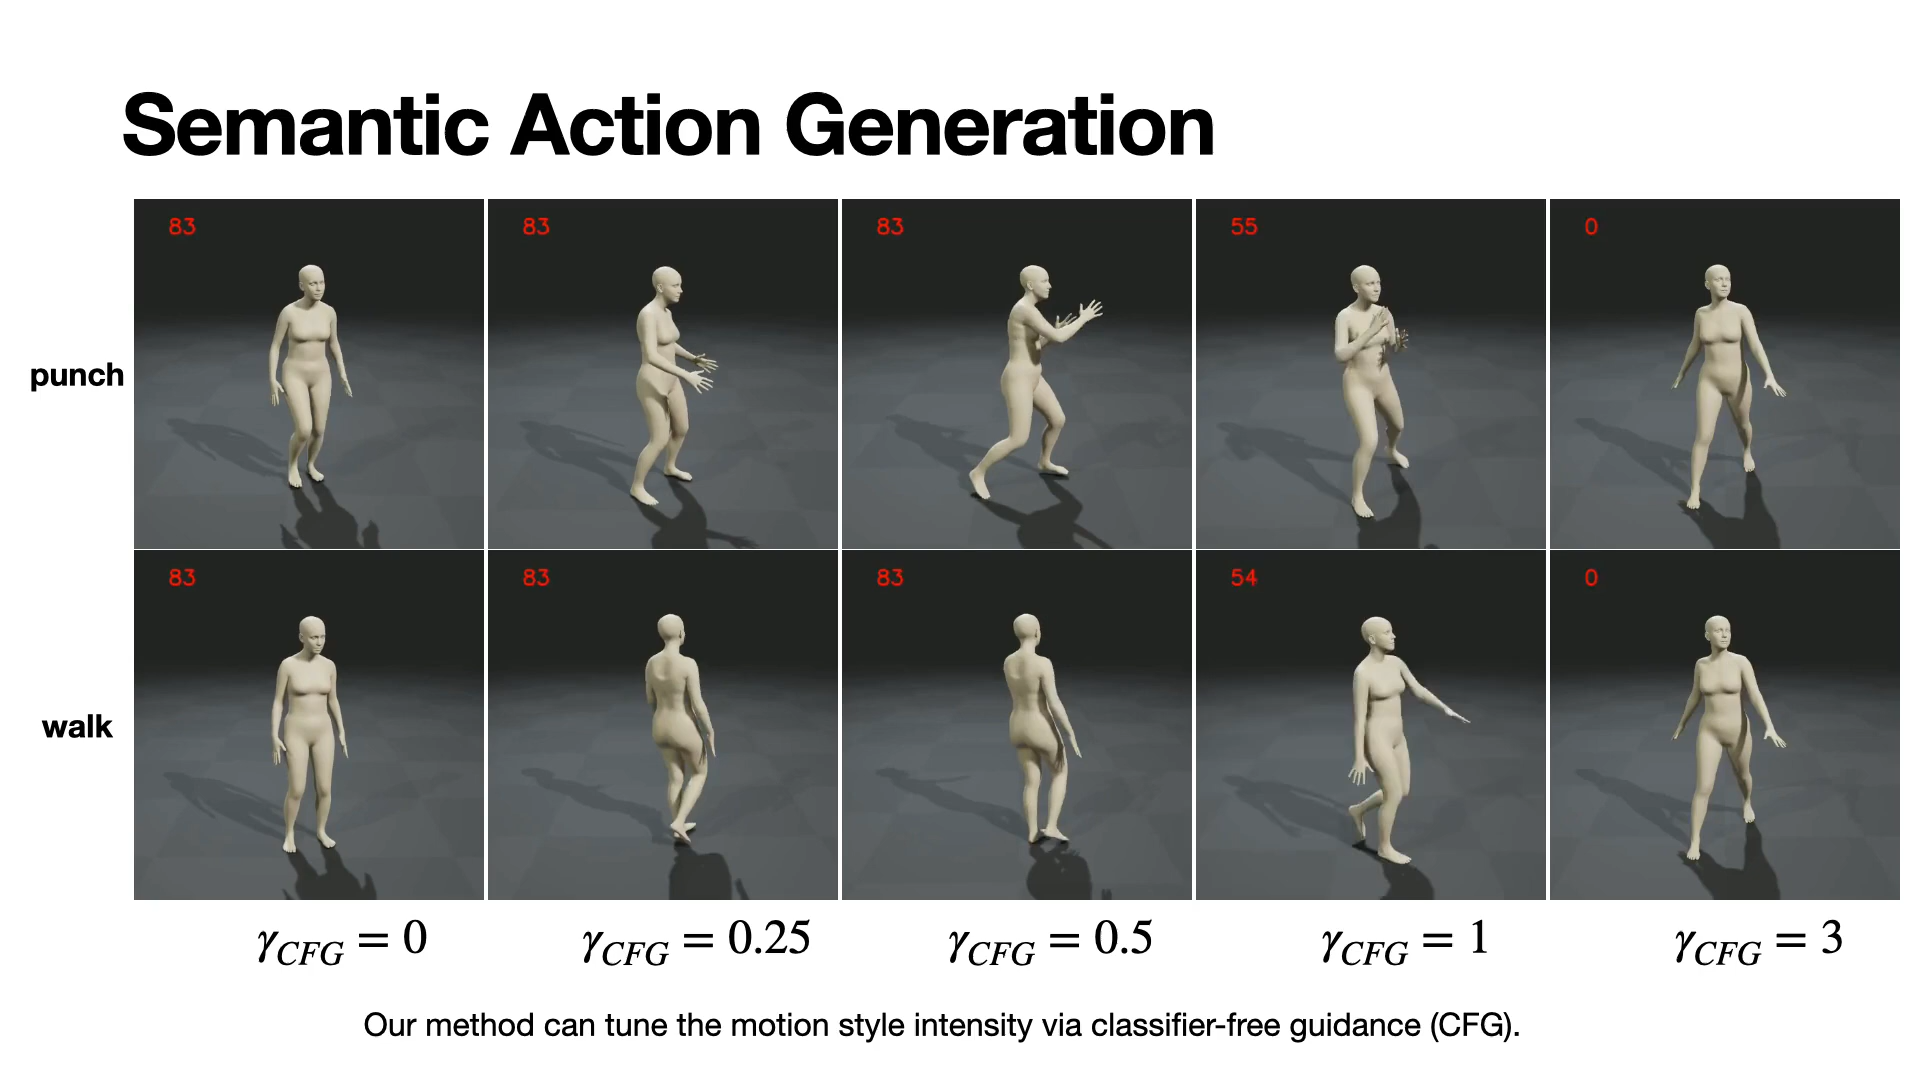 Semantic Action Generation
83 83 83 55 0
punch
83 83 83 54 0
walk
γCFG = 0 γCFG = 0.25 γCFG = 0.5 γCFG = 1 γCFG = 3
Our method can tune the motion style intensity via classifier-free guidance (CFG).